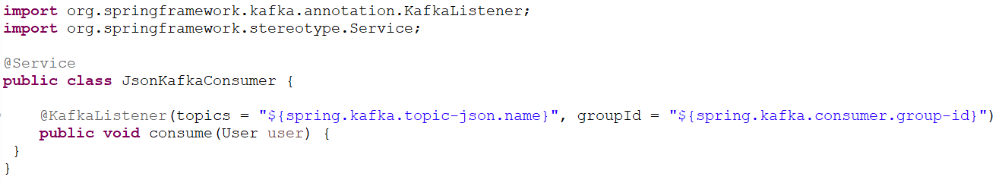 import org.springframework.kafka.annotation.KafkaListener;
import org.springframework.stereotype.Service;
@Service
public class JsonKafkaConsumer {
@KafkaListener(topics = "${spring.kafka.topic-json.name}", groupId = "${spring.kafka.consumer.group-id}")
public void consume(User user) {
}
}